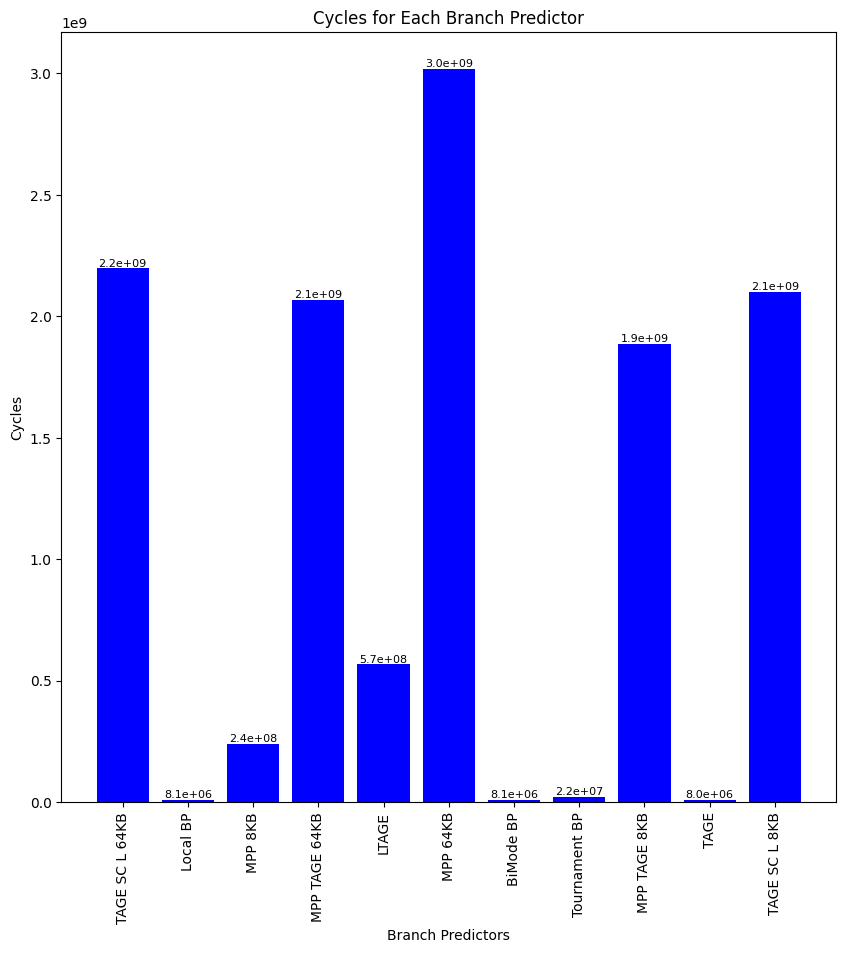 Cycles for Each Branch Predictor
1e9
3.0
2.5
2.0
1.5
1.0
0.5
0.0
Cycles
2.2e+09
8.1e+06
2.4e+08
2.1e+09
5.7e+08
3.0e+09
8.1e+06
2.2e+07
1.9e+09
8.0e+06
2.1e+09
TAGE SC L 64KB
Local BP
MPP 8KB
MPP TAGE 64KB
LTAGE
MPP 64KB
BiMode BP
Tournament BP
MPP TAGE 8KB
TAGE
TAGE SC L 8KB
Branch Predictors